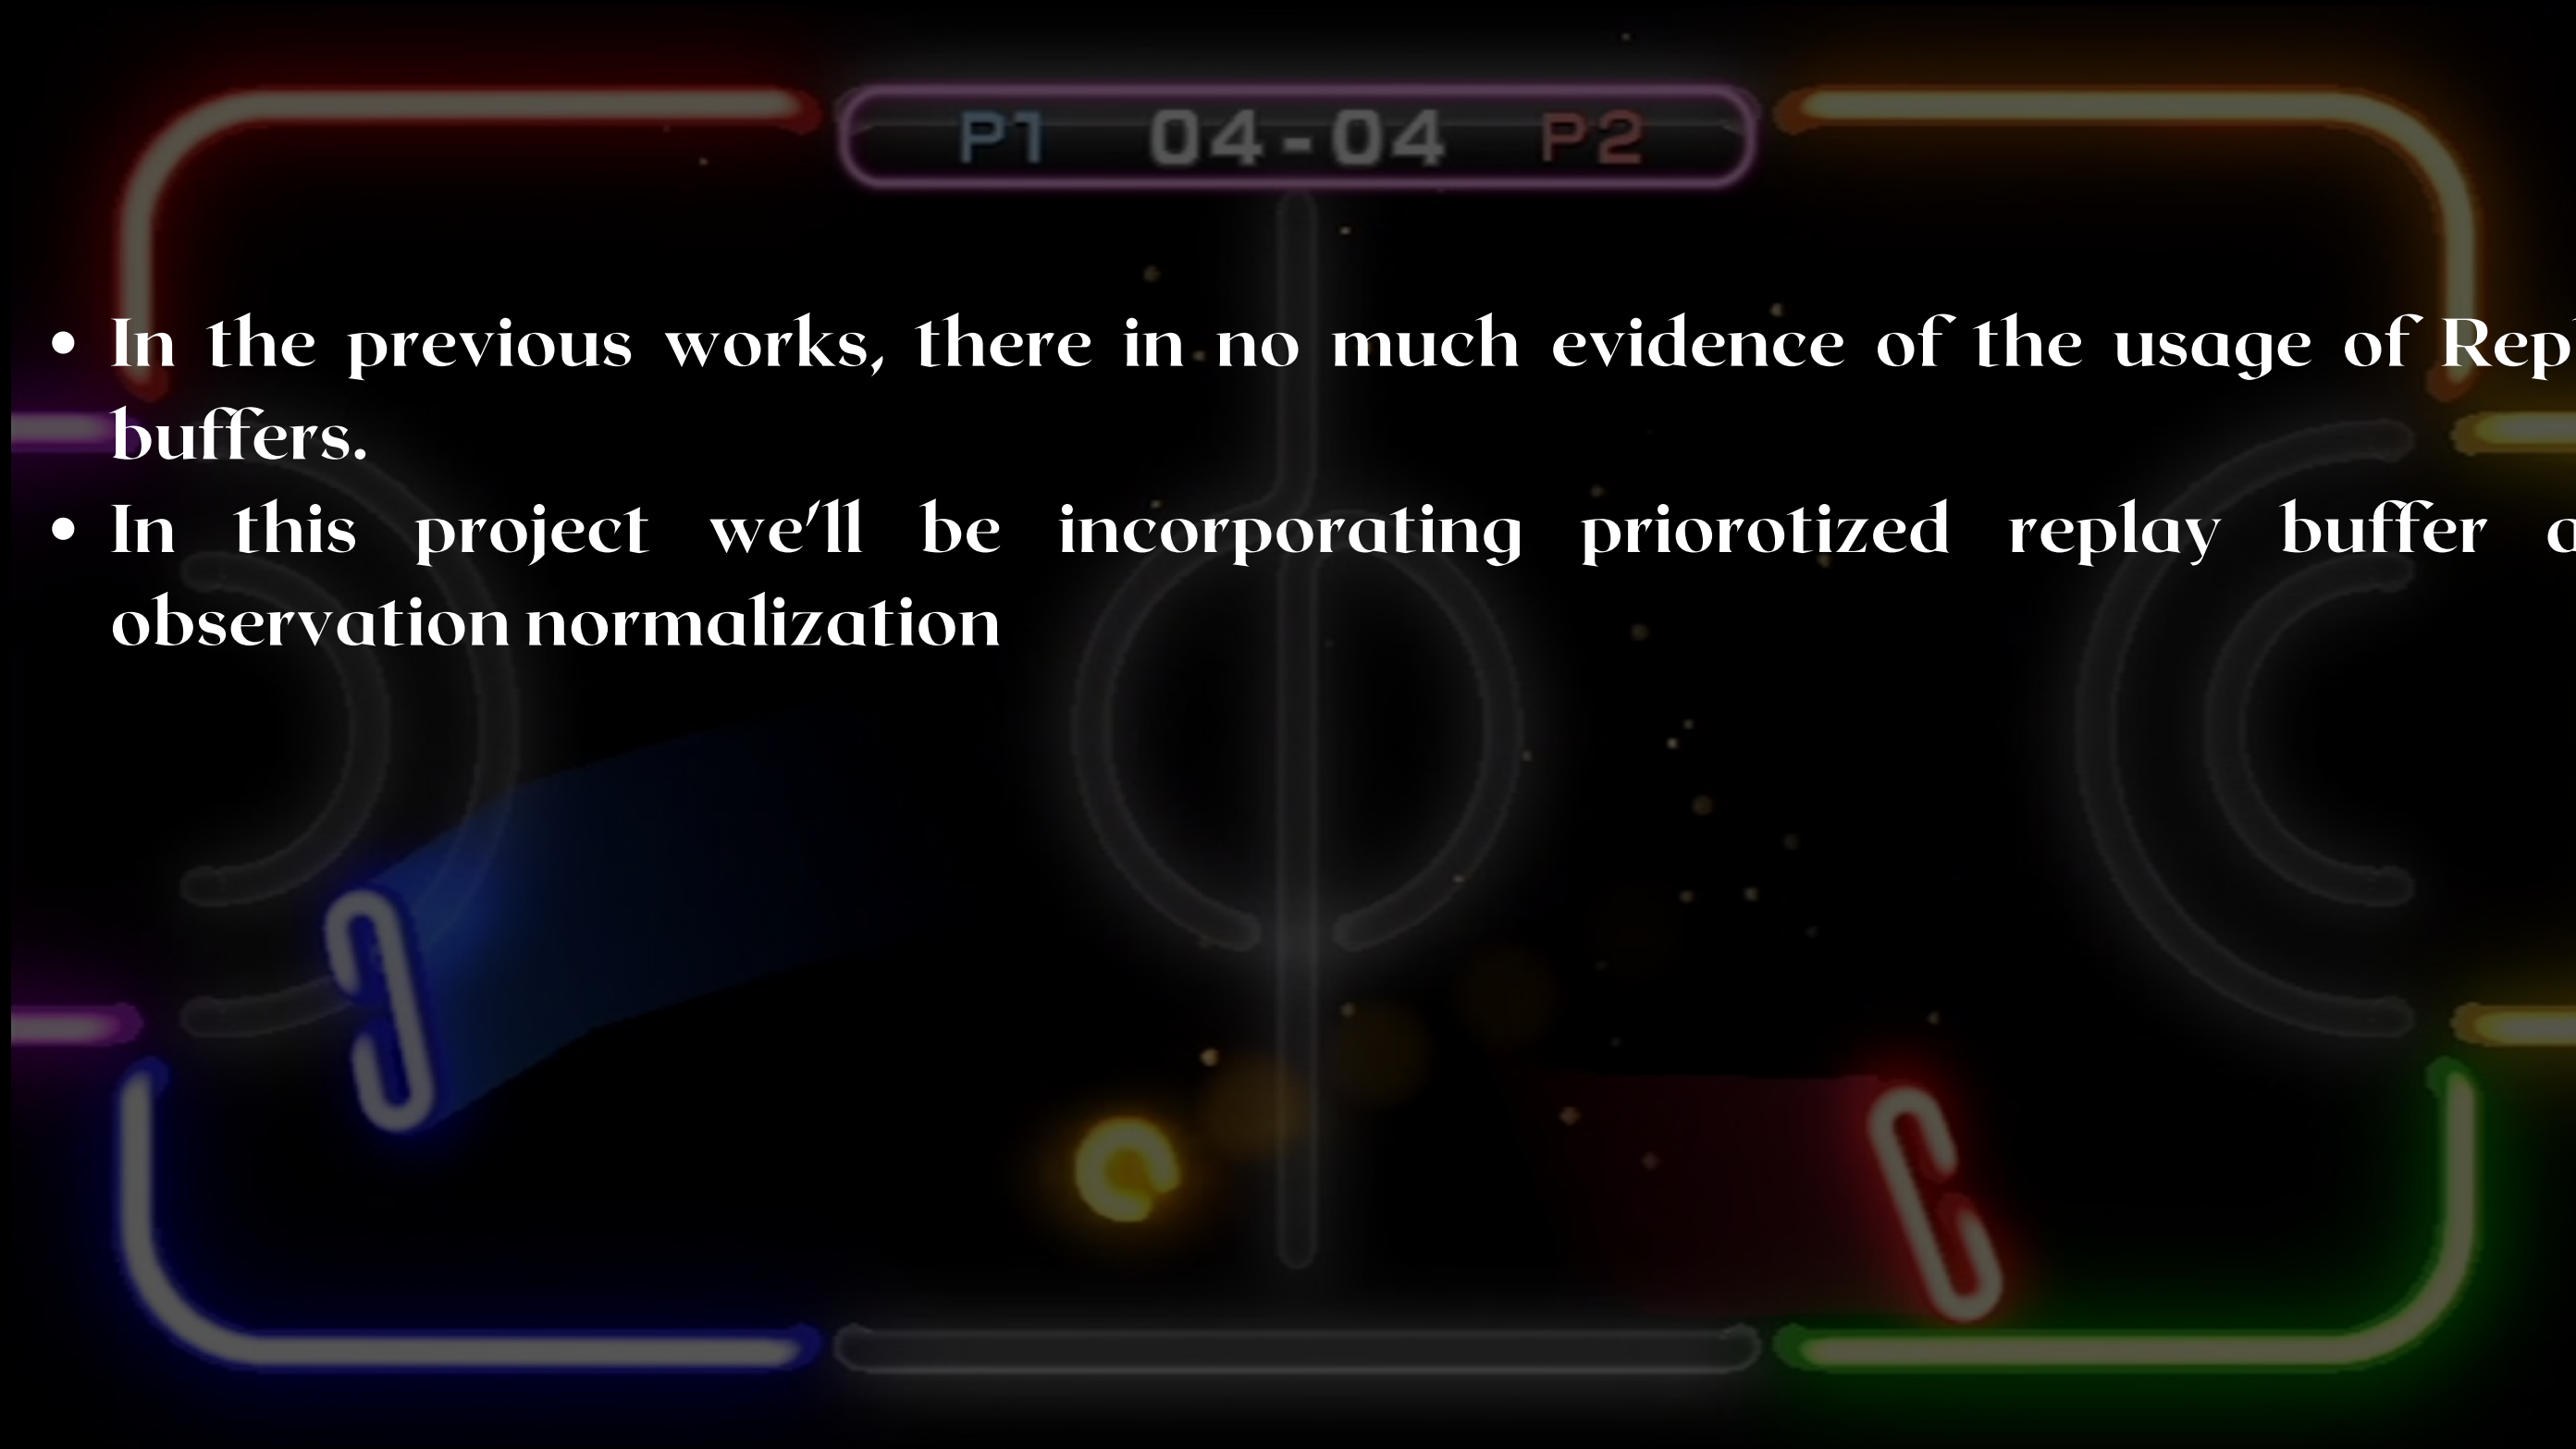 P1 04-04 P2
• In the previous works, there in no much evidence of the usage of Rep
buffers.
• In this project we'll be incorporating priorotized replay buffer
observation normalization